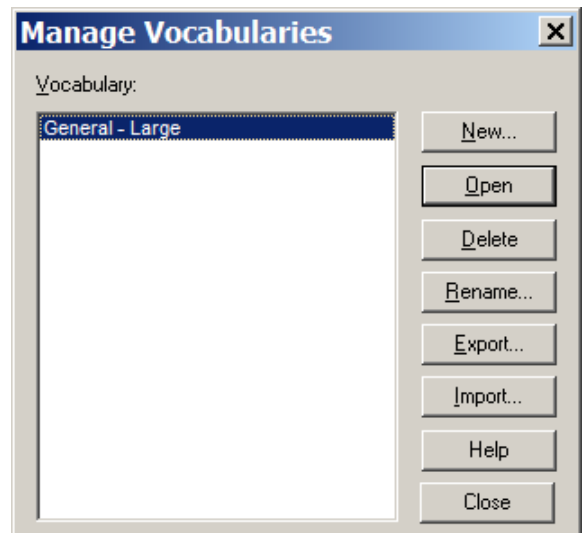 Manage Vocabularies
Vocabulary:
General - Large
New...
Open
Delete
Rename...
Export...
Import...
Help
Close